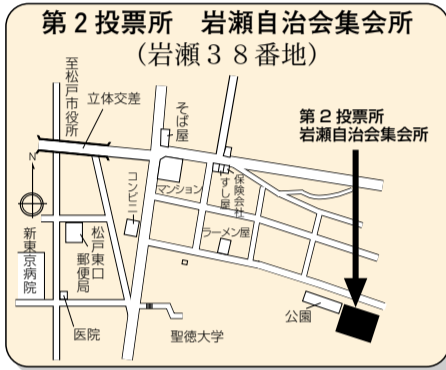 第２投票所 岩瀬自治会集会所
(岩瀬３８番地)
至松戸市役所
立体交差
そば屋
第２投票所
岩瀬自治会集会所
N
コンビニ
マンション
すし屋
保険会社
新東京病院
松戸東口
郵便局
ラーメン屋
医院
聖徳大学
公園